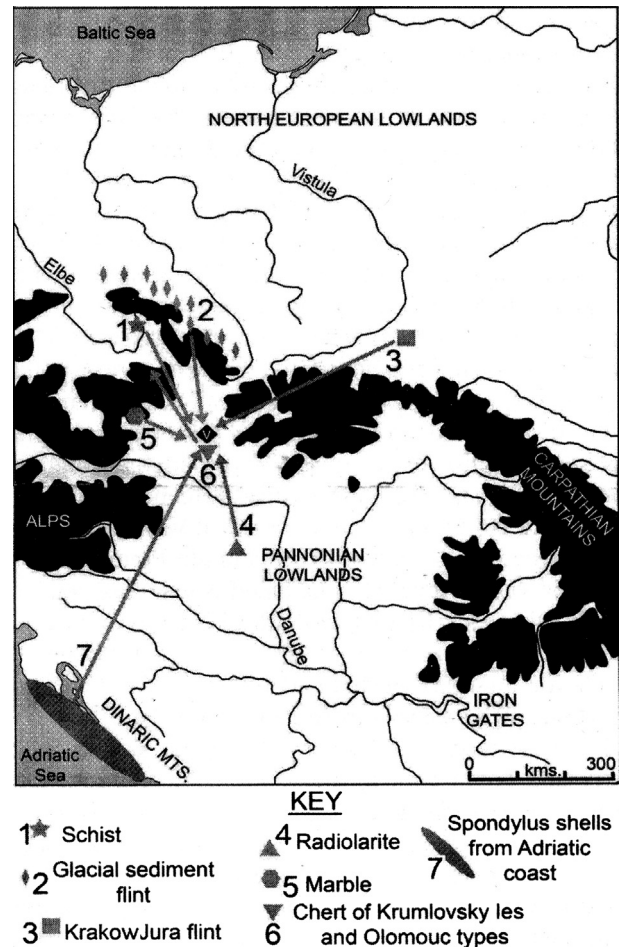 Baltic Sea
NORTH EUROPEAN LOWLANDS
Vistula
Elbe
1
2
3
5
V
6
4
ALPS
CARPATHIAN
MOUNTAINS
PANNONIAN
LOWLANDS
Danube
7
DINARIC MTS.
IRON
GATES
Adriatic
Sea
0 300
kms.
KEY
1 Schist
2 Glacial sediment
flint
3 KrakowJura flint
4 Radiolarite
5 Marble
6 Chert of Krumlovsky les
and Olomouc types
7 Spondylus shells
from Adriatic
coast